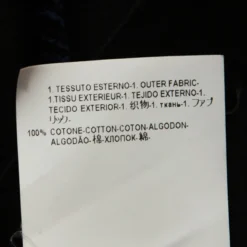 1. TESSUTO ESTERNO-1. OUTER FABRIC-
1.TISSU EXTERIEUR-1. TEJIDO EXTERNO-1.
TECIDO EXTERIOR-1. 织物-1. ткань-1. ファブ
リック.
100% COTONE-COTTON-COTON-ALGODON-
ALGODÃO-棉-ХЛОПОК-綿.